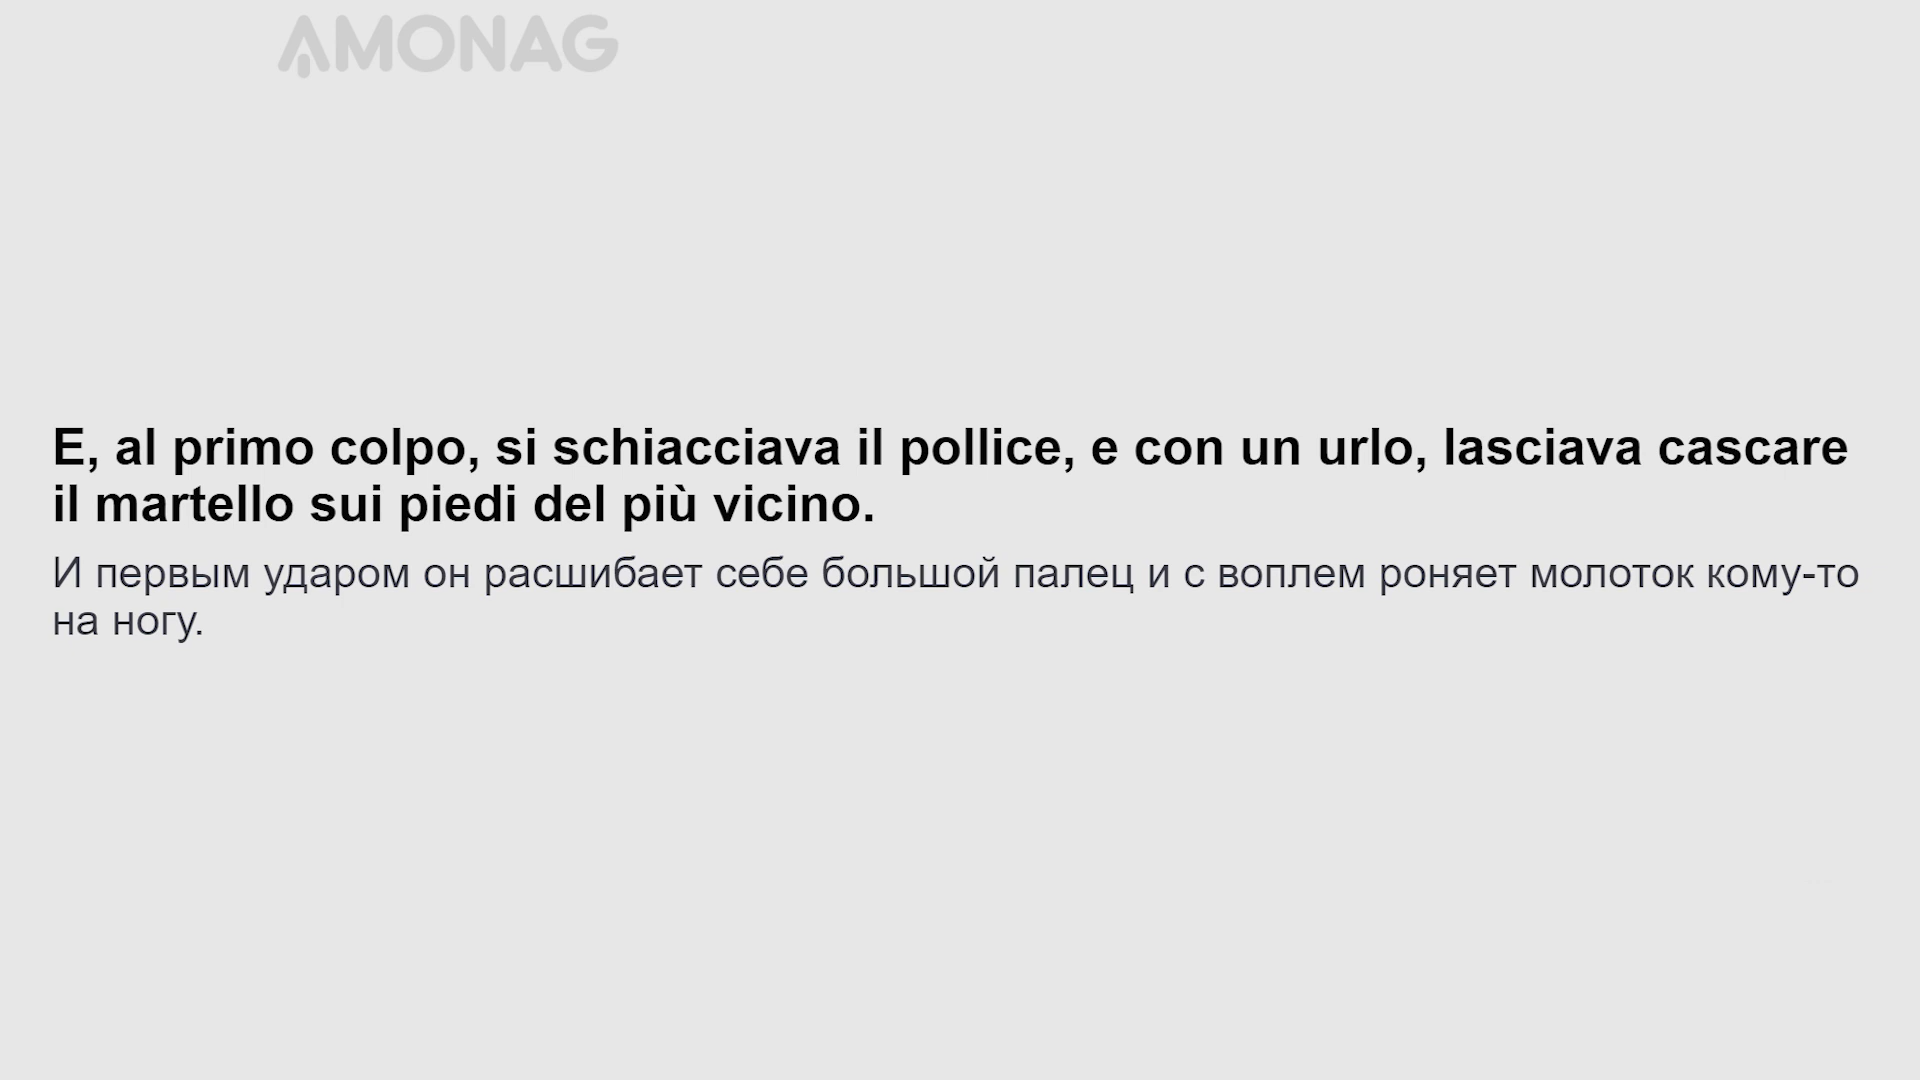 AMONAG
E, al primo colpo, si schiacciava il pollice, e con un urlo, lasciava cascare
il martello sui piedi del più vicino.
И первым ударом он расшибает себе большой палец и с воплем роняет молоток кому-то
на ногу.